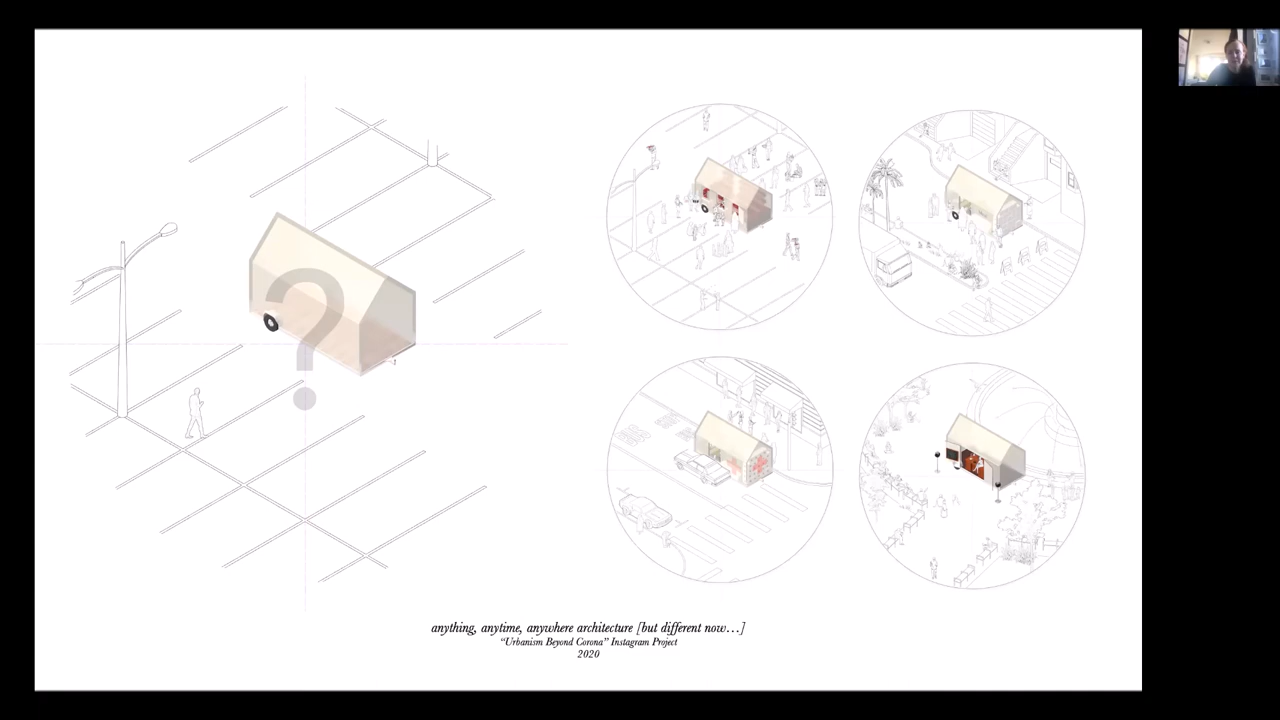 ?
anything, anytime, anywhere architecture [but different now...]
"Urbanism Beyond Corona" Instagram Project
2020